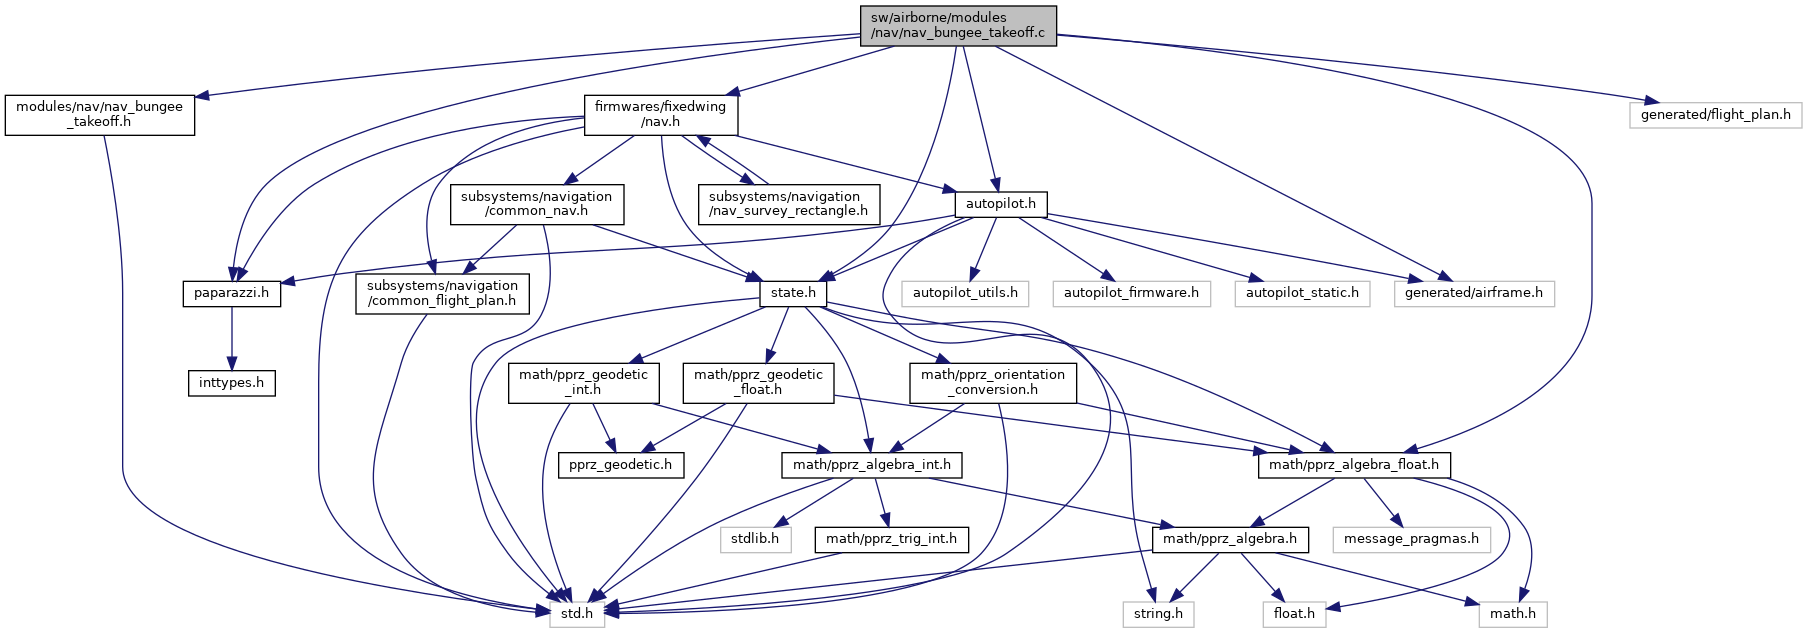 sw/airborne/modules
/nav/nav_bungee_takeoff.c
modules/nav/nav_bungee
_takeoff.h
firmwares/fixedwing
/nav.h
generated/flight_plan.h
subsystems/navigation
/common_nav.h
subsystems/navigation
/nav_survey_rectangle.h
autopilot.h
paparazzi.h
subsystems/navigation
/common_flight_plan.h
state.h
autopilot_utils.h
autopilot_firmware.h
autopilot_static.h
generated/airframe.h
inttypes.h
math/pprz_geodetic
_int.h
math/pprz_geodetic
_float.h
math/pprz_orientation
_conversion.h
pprz_geodetic.h
math/pprz_algebra_int.h
math/pprz_algebra_float.h
stdlib.h
math/pprz_trig_int.h
math/pprz_algebra.h
message_pragmas.h
std.h
string.h
float.h
math.h